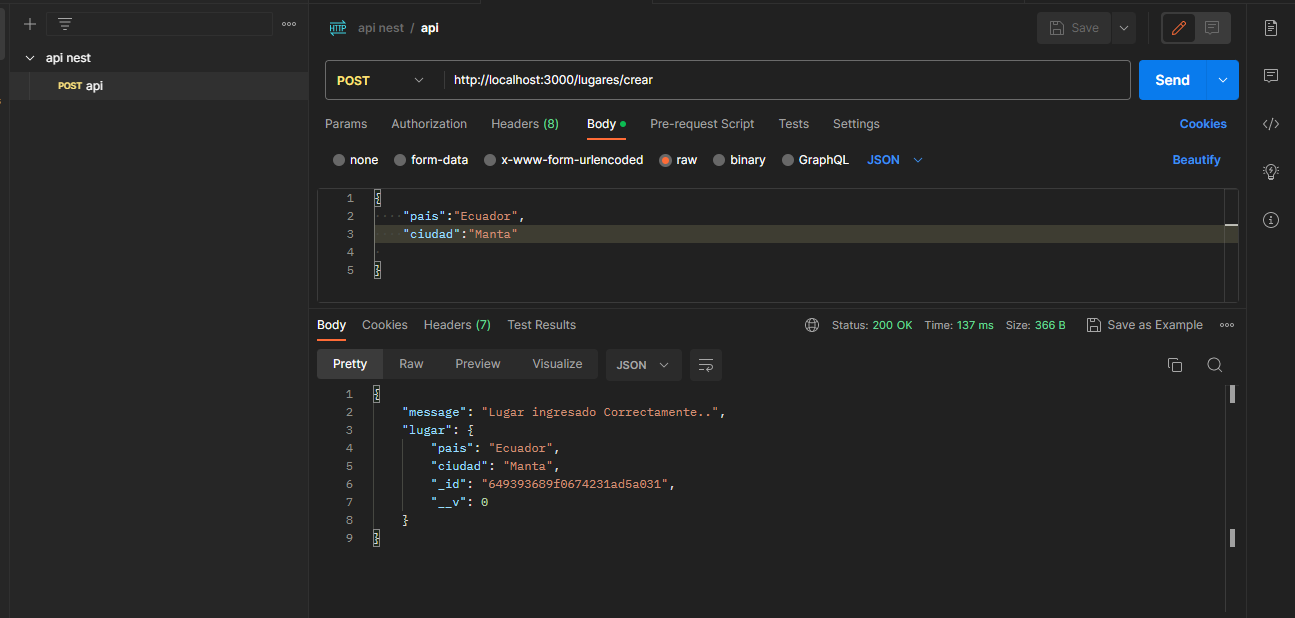 api nest / api
Save
api nest
POST api
POST http://localhost:3000/lugares/crear
Send
Params Authorization Headers (8) Body Pre-request Script Tests Settings Cookies
none form-data x-www-form-urlencoded raw binary GraphQL JSON Beautify
1 {
2 "pais":"Ecuador",
3 "ciudad":"Manta"
4
5 }
Body Cookies Headers (7) Test Results Status: 200 OK Time: 137 ms Size: 366 B Save as Example
Pretty Raw Preview Visualize JSON
1 {
2 "message": "Lugar ingresado Correctamente..",
3 "lugar": {
4 "pais": "Ecuador",
5 "ciudad": "Manta",
6 "_id": "649393689f0674231ad5a031",
7 "__v": 0
8 }
9 }